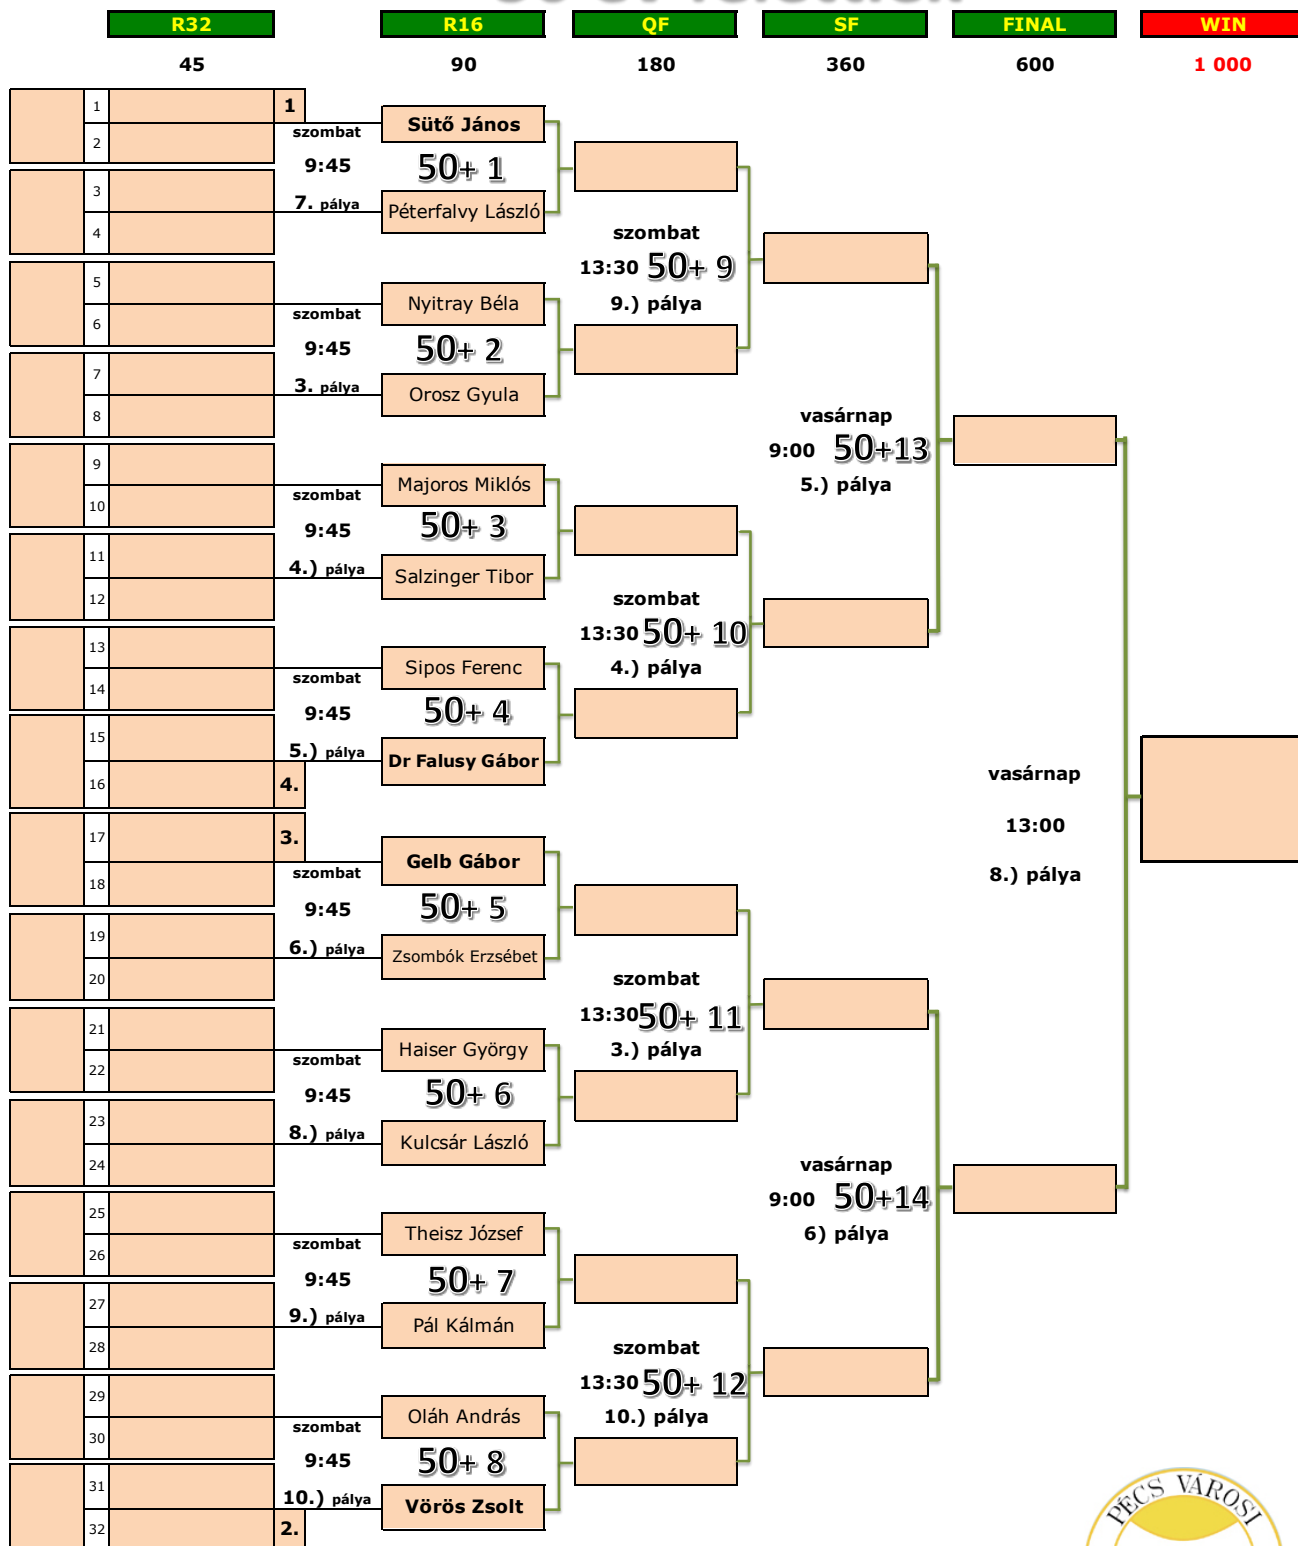 R32 R16 QF SF FINAL WIN
45 90 180 360 600 1 000
1 1
2
szombat
9:45
7. pálya
Sütő János
50+ 1
Péterfalvy László
3
4
szombat
13:30 50+ 9
9.) pálya
5
6
szombat
9:45
3. pálya
Nyitray Béla
50+ 2
Orosz Gyula
7
8
vasárnap
9:00 50+13
5.) pálya
9
10
szombat
9:45
4.) pálya
Majoros Miklós
50+ 3
Salzinger Tibor
11
12
szombat
13:30 50+ 10
4.) pálya
13
14
szombat
9:45
5.) pálya
Sipos Ferenc
50+ 4
Dr Falusy Gábor
15
16 4.
vasárnap
13:00
8.) pálya
17 3.
18
szombat
9:45
6.) pálya
Gelb Gábor
50+ 5
Zsombók Erzsébet
19
20
szombat
13:30 50+ 11
3.) pálya
21
22
szombat
9:45
8.) pálya
Haiser György
50+ 6
Kulcsár László
23
24
vasárnap
9:00 50+14
6) pálya
25
26
szombat
9:45
9.) pálya
Theisz József
50+ 7
Pál Kálmán
27
28
szombat
13:30 50+ 12
10.) pálya
29
30
szombat
9:45
10.) pálya
Oláh András
50+ 8
Vörös Zsolt
31
32 2.
PÉCS VÁROSI